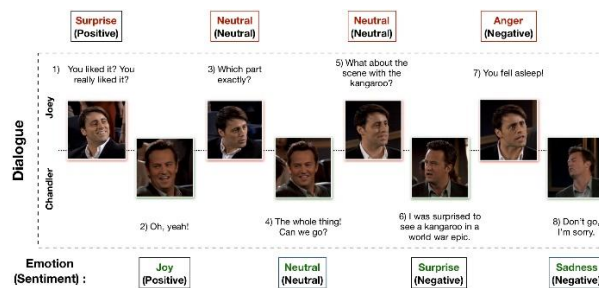 Surprise
(Positive)
Neutral
(Neutral)
Neutral
(Neutral)
Anger
(Negative)
Dialogue
Joey
Chandler
1) You liked it? You
really liked it?
2) Oh, yeah!
3) Which part
exactly?
4) The whole thing!
Can we go?
5) What about the
scene with the
kangaroo?
6) I was surprised to
see a kangaroo in a
world war epic.
7) You fell asleep!
8) Don't go,
I'm sorry.
Emotion
(Sentiment) :
Joy
(Positive)
Neutral
(Neutral)
Surprise
(Negative)
Sadness
(Negative)